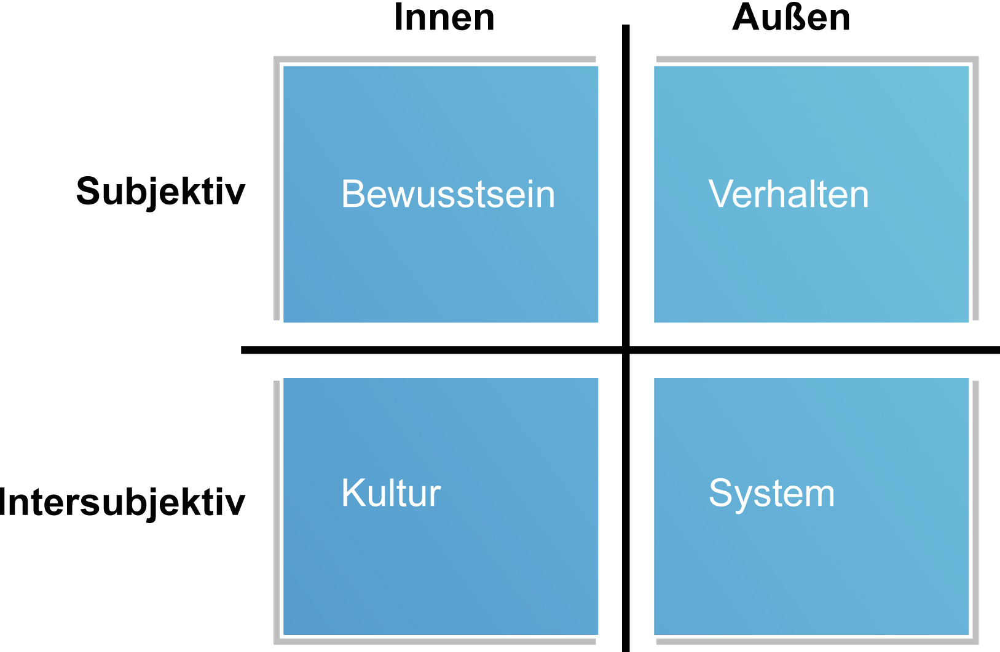 Innen
Außen
Subjektiv
Bewusstsein
Verhalten
Intersubjektiv
Kultur
System